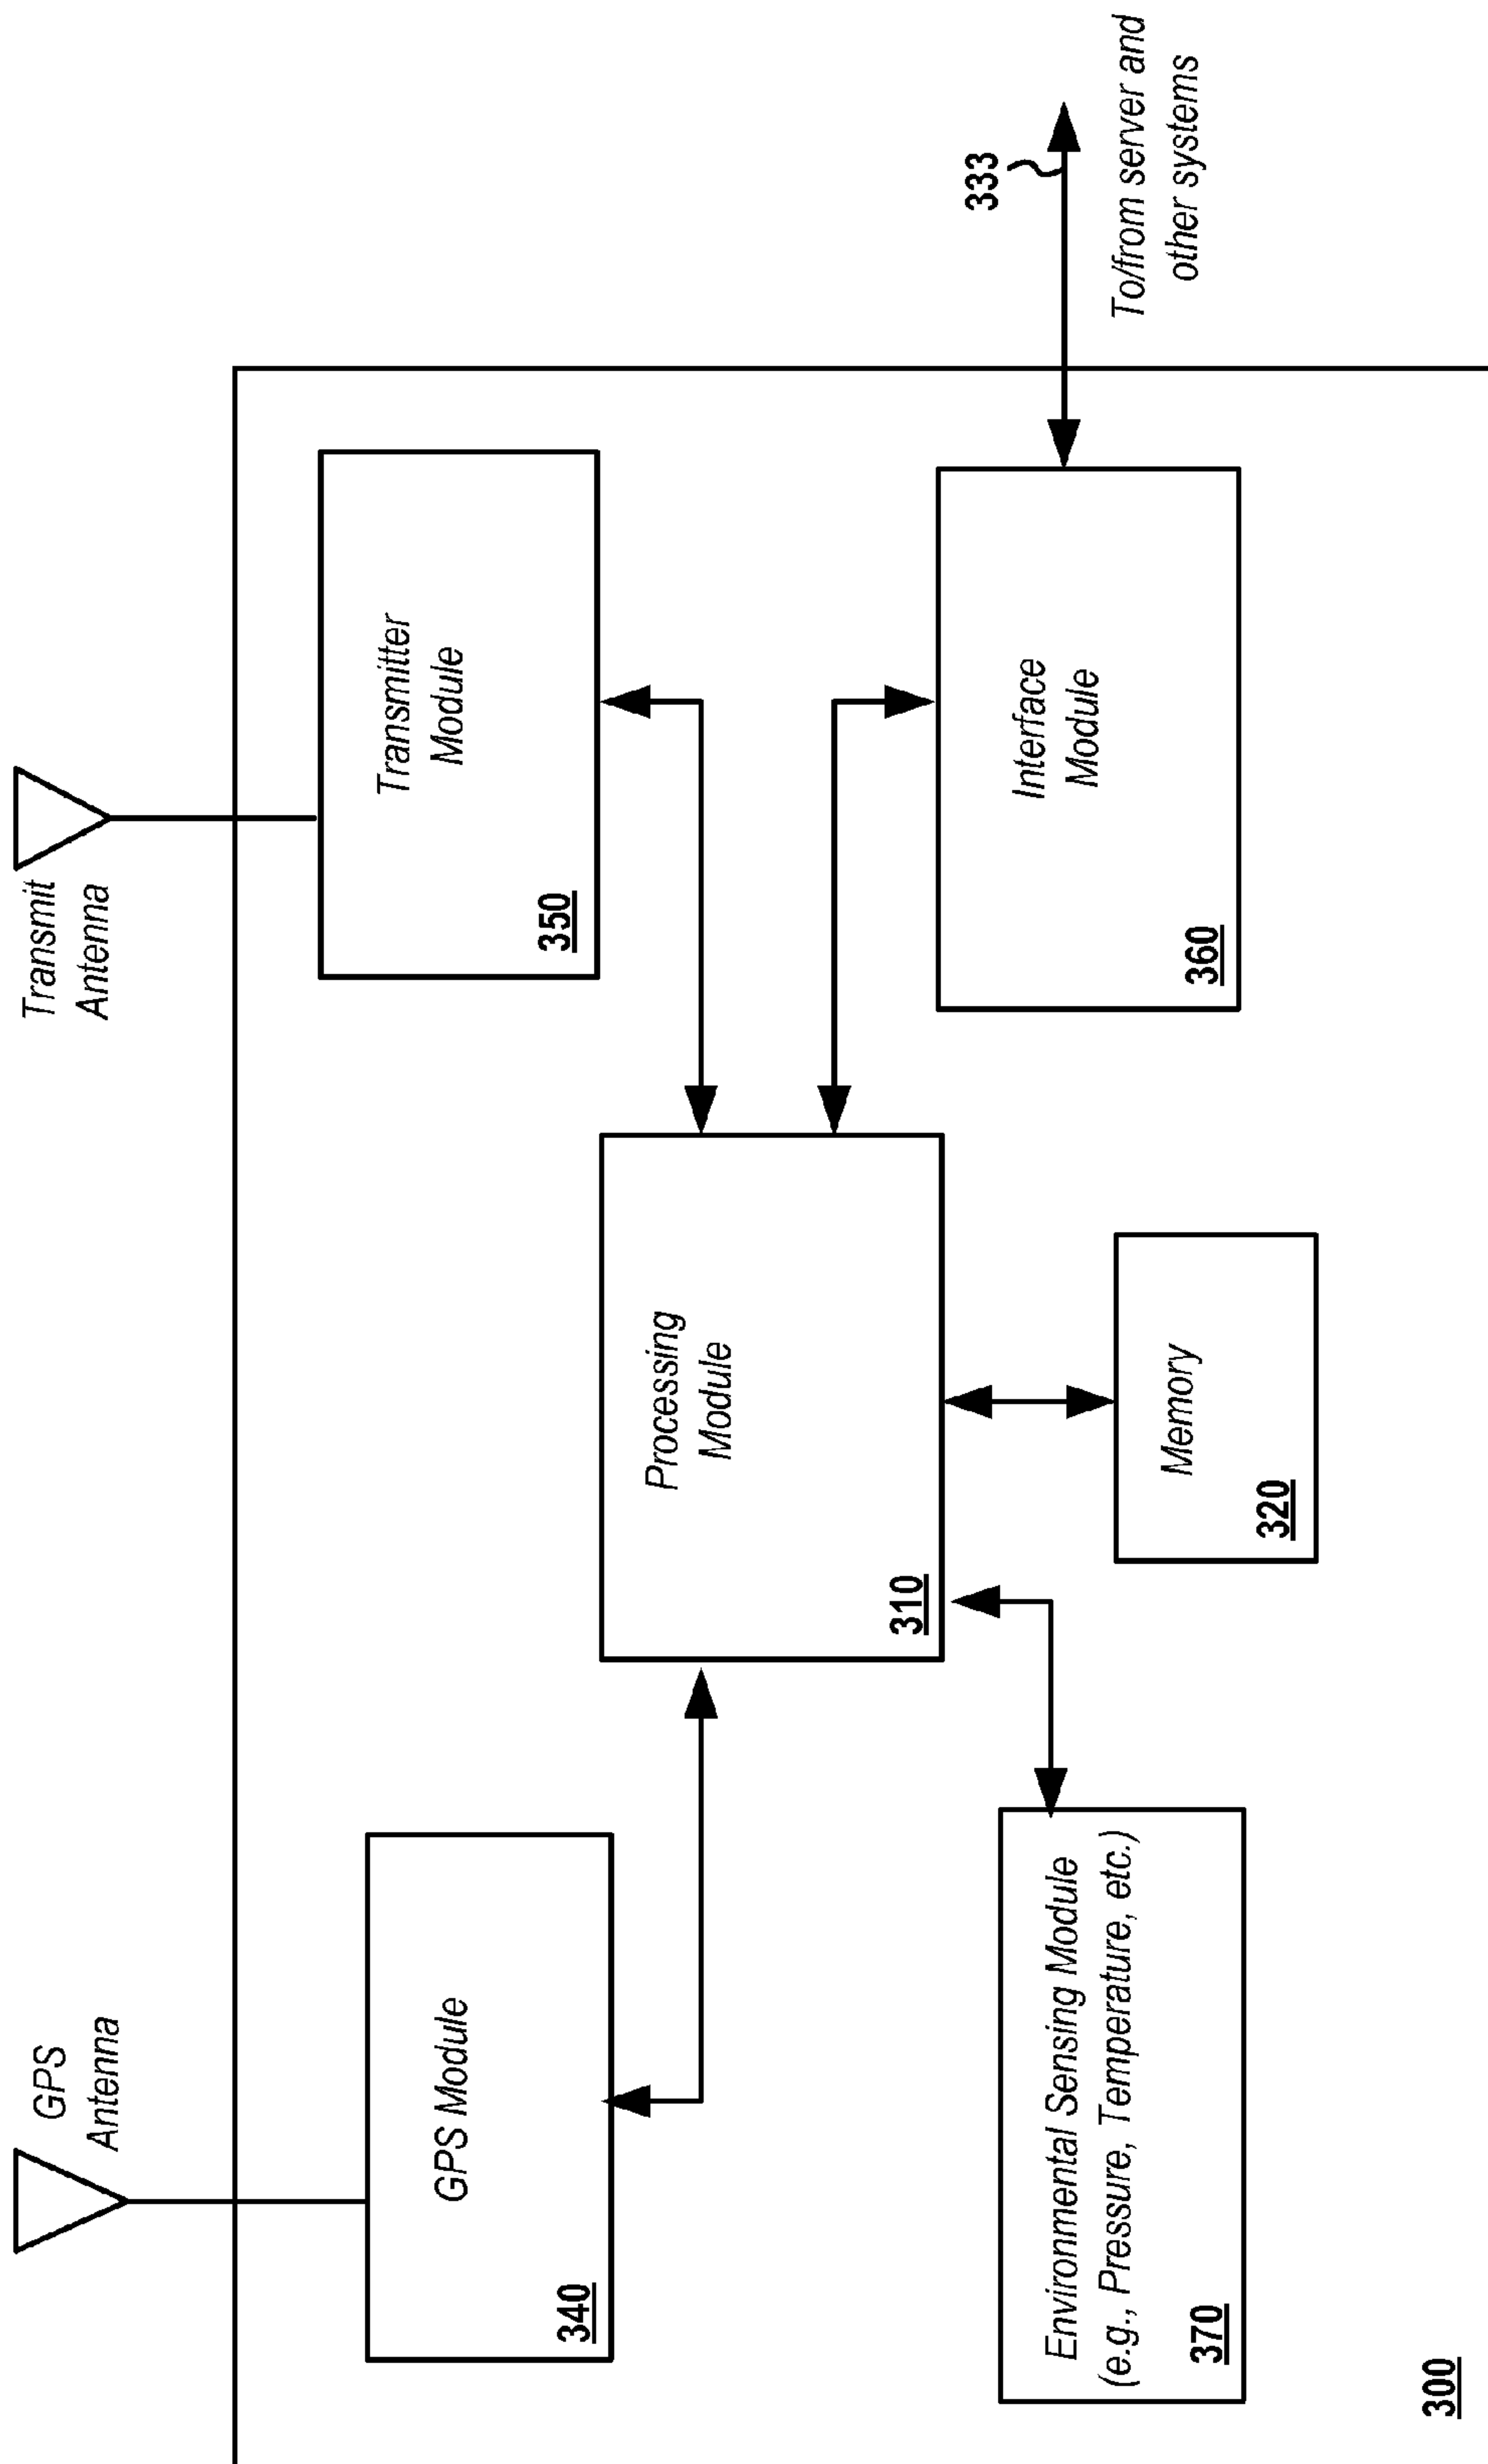 GPS
Antenna
Transmit
Antenna
GPS Module
340
Transmitter
Module
350
Processing
Module
310
333
To/from server and
other systems
Interface
Module
360
Environmental Sensing Module
(e.g., Pressure, Temperature, etc.)
370
Memory
320
300